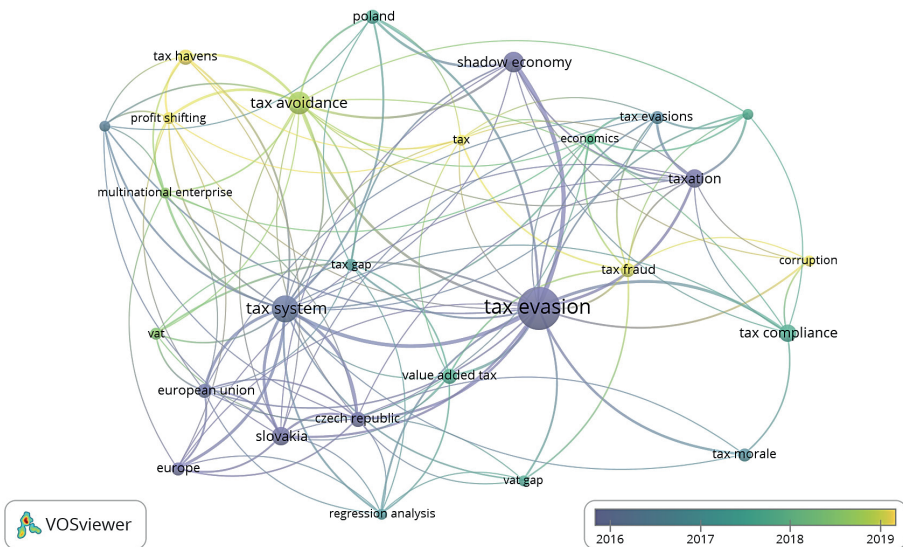 poland
tax havens
shadow economy
tax avoidance
profit shifting
tax evasions
tax
economics
taxation
multinational enterprise
corruption
tax gap
tax fraud
tax system
tax evasion
vat
tax compliance
value added tax
european union
czech republic
slovakia
tax morale
europe
vat gap
regression analysis
VOSviewer
2016 2017 2018 2019